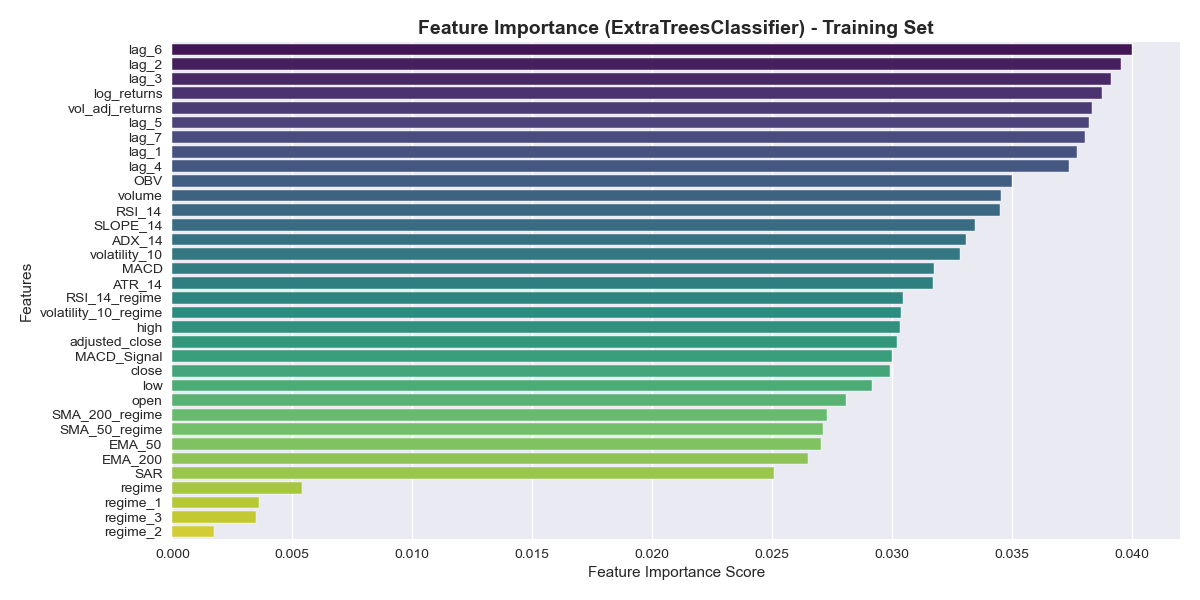 Feature Importance (ExtraTreesClassifier) - Training Set
lag_6
lag_2
lag_3
log_returns
vol_adj_returns
lag_5
lag_7
lag_1
lag_4
OBV
volume
RSI_14
SLOPE_14
ADX_14
volatility_10
MACD
ATR_14
RSI_14_regime
volatility_10_regime
high
adjusted_close
MACD_Signal
close
low
open
SMA_200_regime
SMA_50_regime
EMA_50
EMA_200
SAR
regime
regime_1
regime_3
regime_2
Features
0.000 0.005 0.010 0.015 0.020 0.025 0.030 0.035 0.040
Feature Importance Score